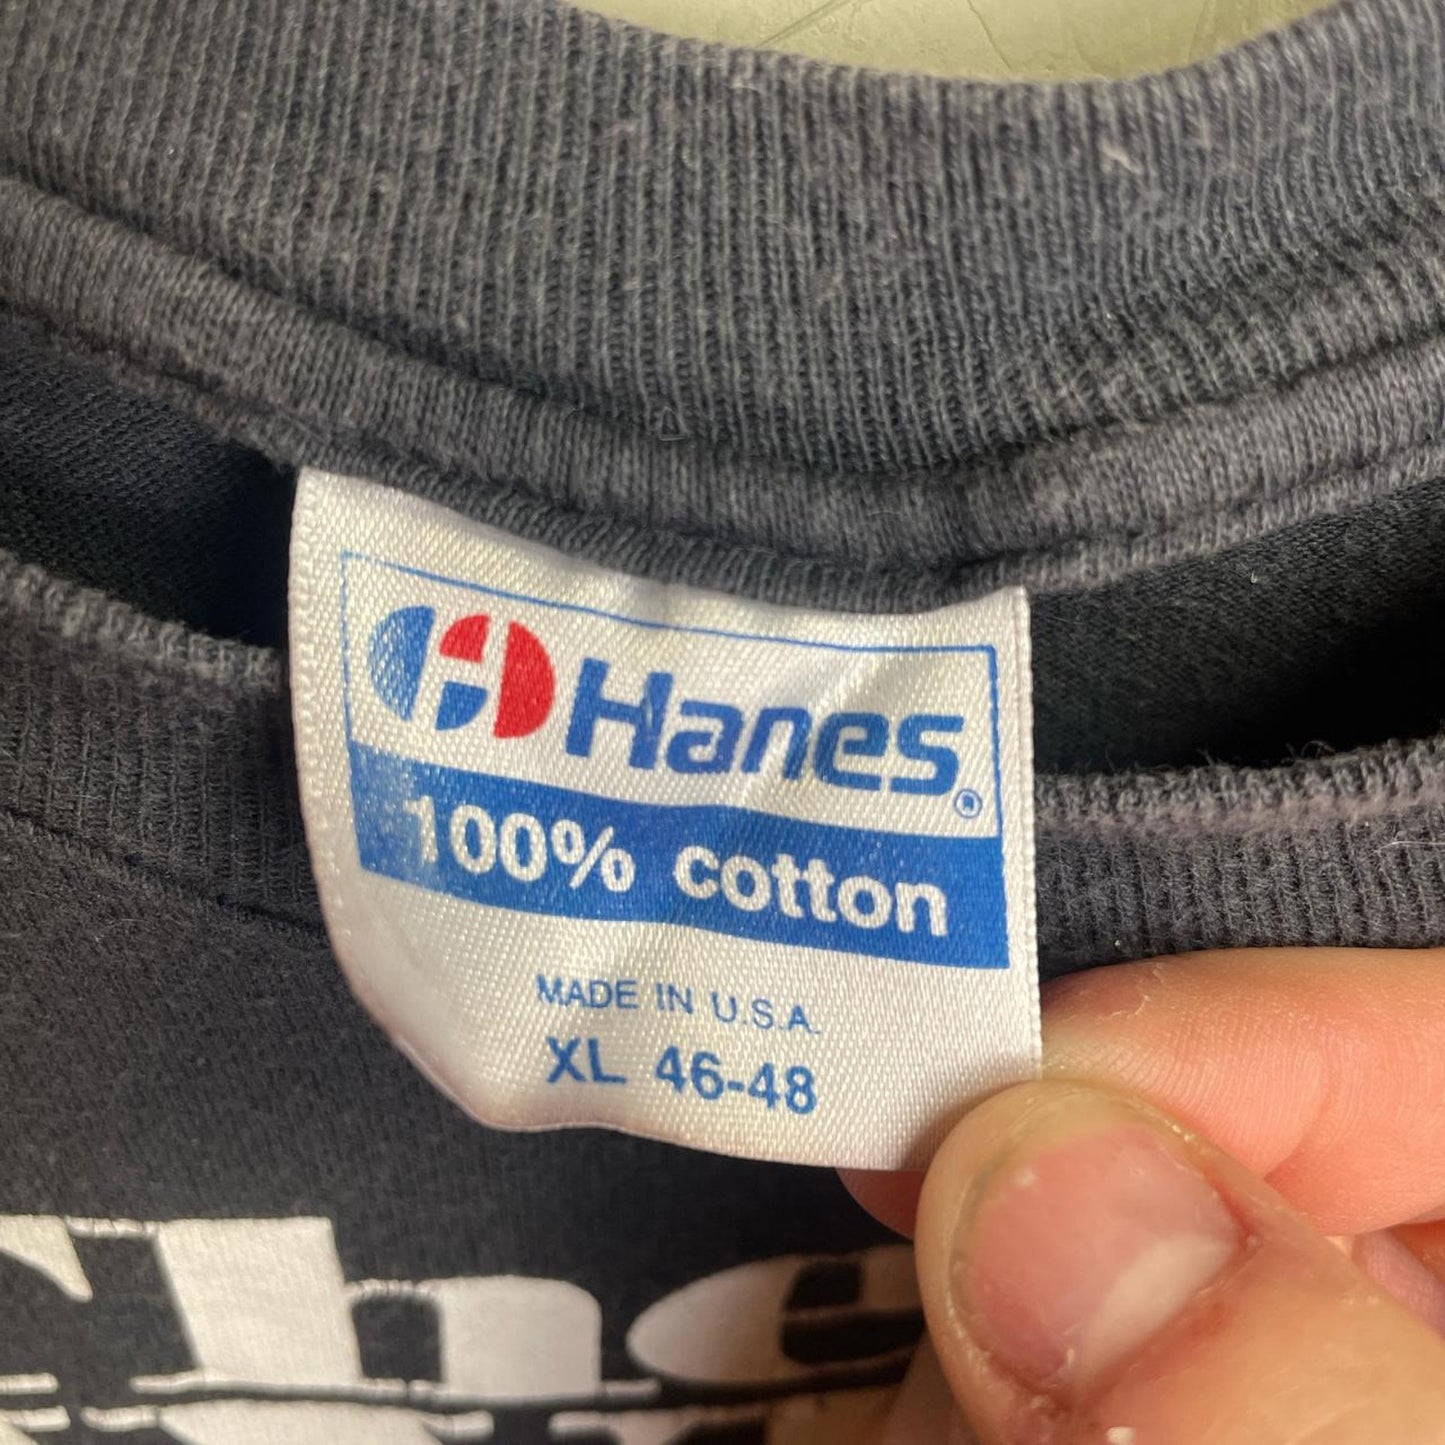 Hanes®
100% cotton
MADE IN U.S.A.
XL 46-48